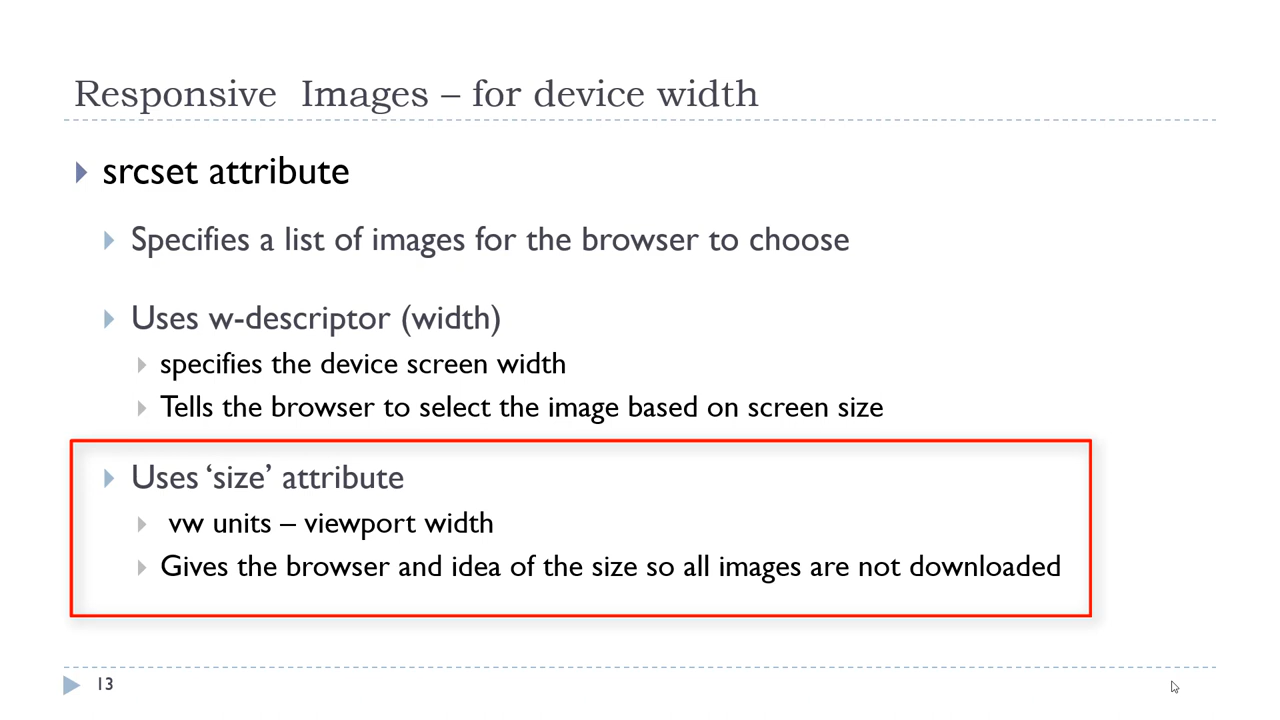 Responsive Images – for device width
srcset attribute
Specifies a list of images for the browser to choose
Uses w-descriptor (width)
specifies the device screen width
Tells the browser to select the image based on screen size
Uses ‘size’ attribute
vw units – viewport width
Gives the browser and idea of the size so all images are not downloaded
13